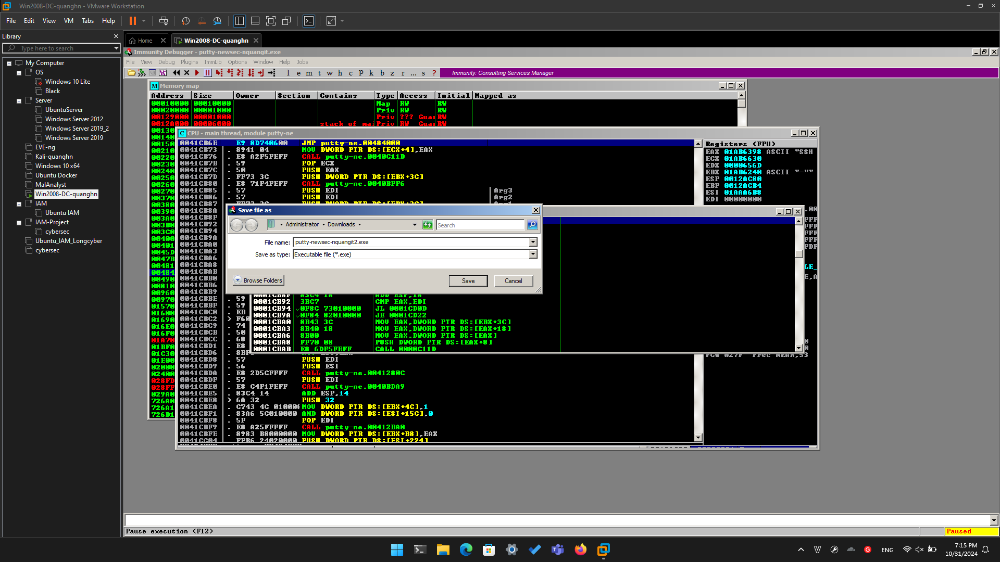 Win2008-DC-quanghn - VMware Workstation
File Edit View VM Tabs Help
Library
Type here to search
My Computer
OS
Windows 10 Lite
Black
Server
UbuntuServer
Windows Server 2012
Windows Server 2019_2
Windows Server 2019
EVE-ng
Kali-quanghn
Windows 10 x64
Ubuntu Docker
MalAnalyst
Win2008-DC-quanghn
IAM
Ubuntu IAM
IAM-Project
cybersec
Ubuntu_IAM_Longcyber
cybersec
Home
Win2008-DC-quanghn
Immunity Debugger - putty-newsec-nquangit.exe
File View Debug Plugins ImmLib Options Window Help Jobs
l e m t w h c P k b z r ... s ?
Immunity: Consulting Services Manager
Memory map
Address Size Owner Section Contains Type Access Initial Mapped as
00010000 00010000 Map RW RW
00020000 00001000 Priv RW RW
00129000 00001000 Priv ??? Gua RW
0012A000 00006000 stack of ma Priv RW Gua RW
00130
00140
00150
00210
00220
00230
00240
00250
00260
00270
00370
00380
00390
003A0
003B0
003C0
00400
00401
0045D
0047B
00481
00484
00490
00810
00960
00970
01570
01600
01690
016E0
016F0
01A70
01BF0
01C30
01E00
02000
02400
028FD
028FF
029A0
726A0
726A1
726D1
CPU - main thread, module putty-ne
0041CB6E E9 8D740600 JMP putty-ne.00484000
0041CB73 . 8941 04 MOV DWORD PTR DS:[ECX+4],EAX
0041CB76 . E8 A2F5FEFF CALL putty-ne.0040C11D
0041CB7B . 59 POP ECX
0041CB7C . 50 PUSH EAX
0041CB7D . FF73 3C PUSH DWORD PTR DS:[EBX+3C]
0041CB80 . E8 71F4FEFF CALL putty-ne.0040BFF6
0041CB85 . 57 PUSH EDI Arg3
0041CB86 . 57 PUSH EDI Arg2
0041CB87
0041CB8A
0041CB8F
0041CB92
0041CB94
0041CB9A
0041CBA0
0041CBA3
0041CBA6
0041CBA8
0041CBAB
0041CBB0
0041CBB6
0041CBB9
0041CBBE . 59
0041CBBF . 59
0041CBC0 . EB
0041CBC2 > F60
0041CBC9 . 74
0041CBCB . 50
0041CBCC . 68
0041CBD1 . E8
0041CBD6 . 8BF
0041CBD8 . 57 PUSH EDI
0041CBD9 . 56 PUSH ESI
0041CBDA . E8 2D5CFFFF CALL putty-ne.0041280C
0041CBDF . 57 PUSH EDI
0041CBE0 . E8 C4F1FEFF CALL putty-ne.0040BDA9
0041CBE5 . 83C4 14 ADD ESP,14
0041CBE8 > 6A 32 PUSH 32
0041CBEA . C743 4C 010000 MOV DWORD PTR DS:[EBX+4C],1
0041CBF1 . 83A6 5C010000 AND DWORD PTR DS:[ESI+15C],0
0041CBF8 . 5F POP EDI
0041CBF9 . E8 A25FFFFF CALL putty-ne.00412BA0
0041CBFE . 8983 B8000000 MOV DWORD PTR DS:[EBX+B8],EAX
0041CC04 . FFB6 24020000 PUSH DWORD PTR DS:[ESI+224]
Registers (FPU)
EAX 01AB6398 ASCII "SSH
ECX 01AB6630
EDX 0000656D
EBX 01AB6240 ASCII "-""
ESP 0012AC80
EBP 0012ACB4
ESI 01AAA6B8
EDI 00000000
Save file as
Administrator Downloads
Search
File name: putty-newsec-nquangit2.exe
Save as type: Executable file (*.exe)
Browse Folders
Save
Cancel
0001CB8F 83C4 18 ADD ESP,18
0001CB92 3BC7 CMP EAX,EDI
0001CB94 0F8C 73010000 JL 0001CD0D
0001CB9A 0F84 82010000 JE 0001CD22
0001CBA0 8B43 3C MOV EAX,DWORD PTR DS:[EBX+3C]
0001CBA3 8B40 18 MOV EAX,DWORD PTR DS:[EAX+18]
0001CBA6 8B00 MOV EAX,DWORD PTR DS:[EAX]
0001CBA8 FF70 08 PUSH DWORD PTR DS:[EAX+8]
0001CBAB E8 6DF5FEFF CALL 0000C11D
Pause execution (F12)
Paused
ENG
7:15 PM
10/31/2024